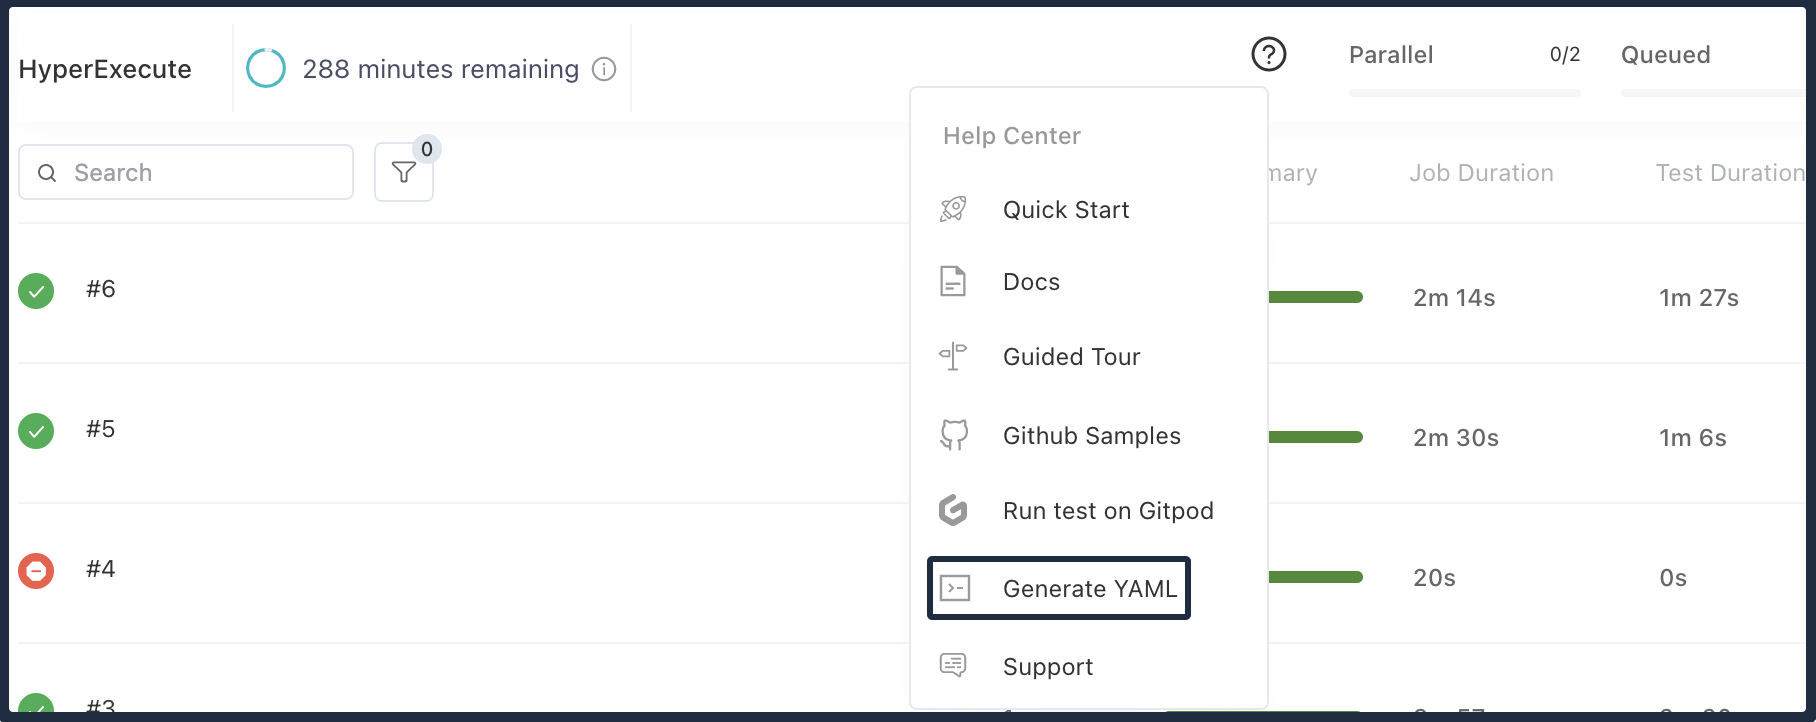 HyperExecute
288 minutes remaining
Parallel 0/2
Queued
Search
0
Help Center
Quick Start
Docs
Guided Tour
Github Samples
Run test on Gitpod
Generate YAML
Support
mary
Job Duration
Test Duration
#6
2m 14s
1m 27s
#5
2m 30s
1m 6s
#4
20s
0s
#3